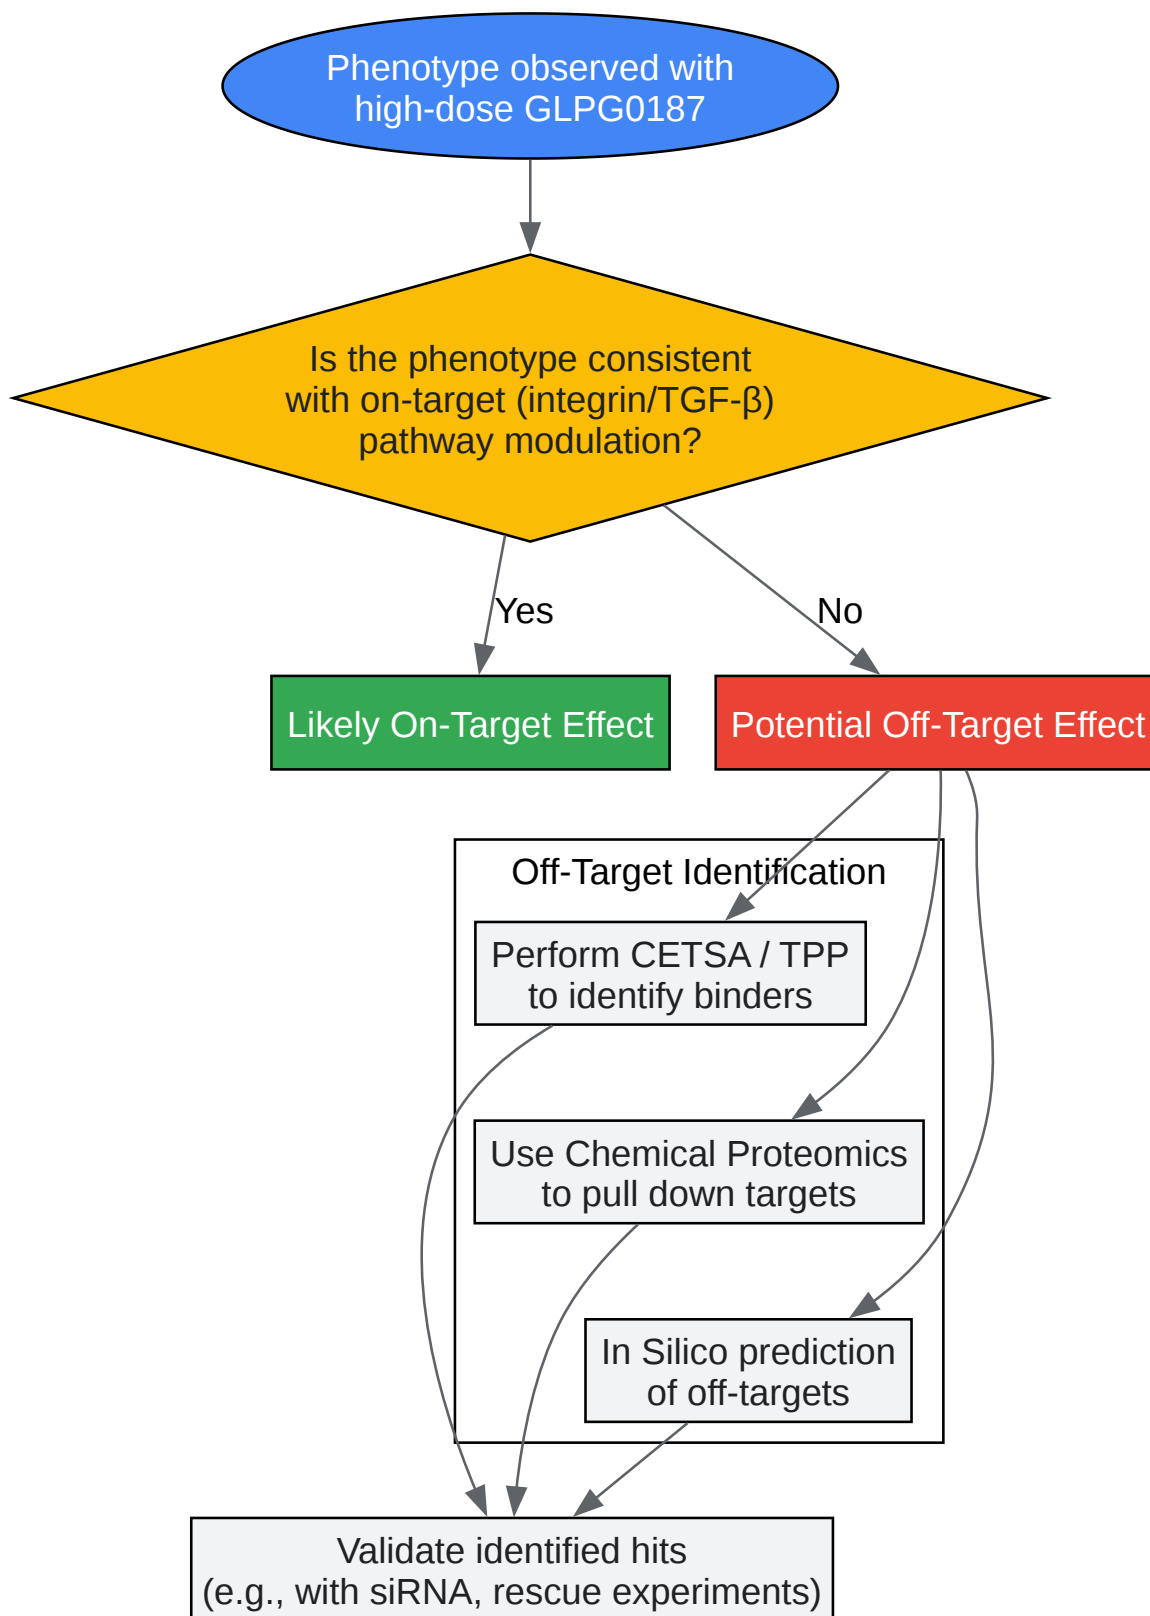 Phenotype observed with
high-dose GLPG0187
Is the phenotype consistent
with on-target (integrin/TGF-β)
pathway modulation?
Yes
No
Likely On-Target Effect
Potential Off-Target Effect
Off-Target Identification
Perform CETSA / TPP
to identify binders
Use Chemical Proteomics
to pull down targets
In Silico prediction
of off-targets
Validate identified hits
(e.g., with siRNA, rescue experiments)